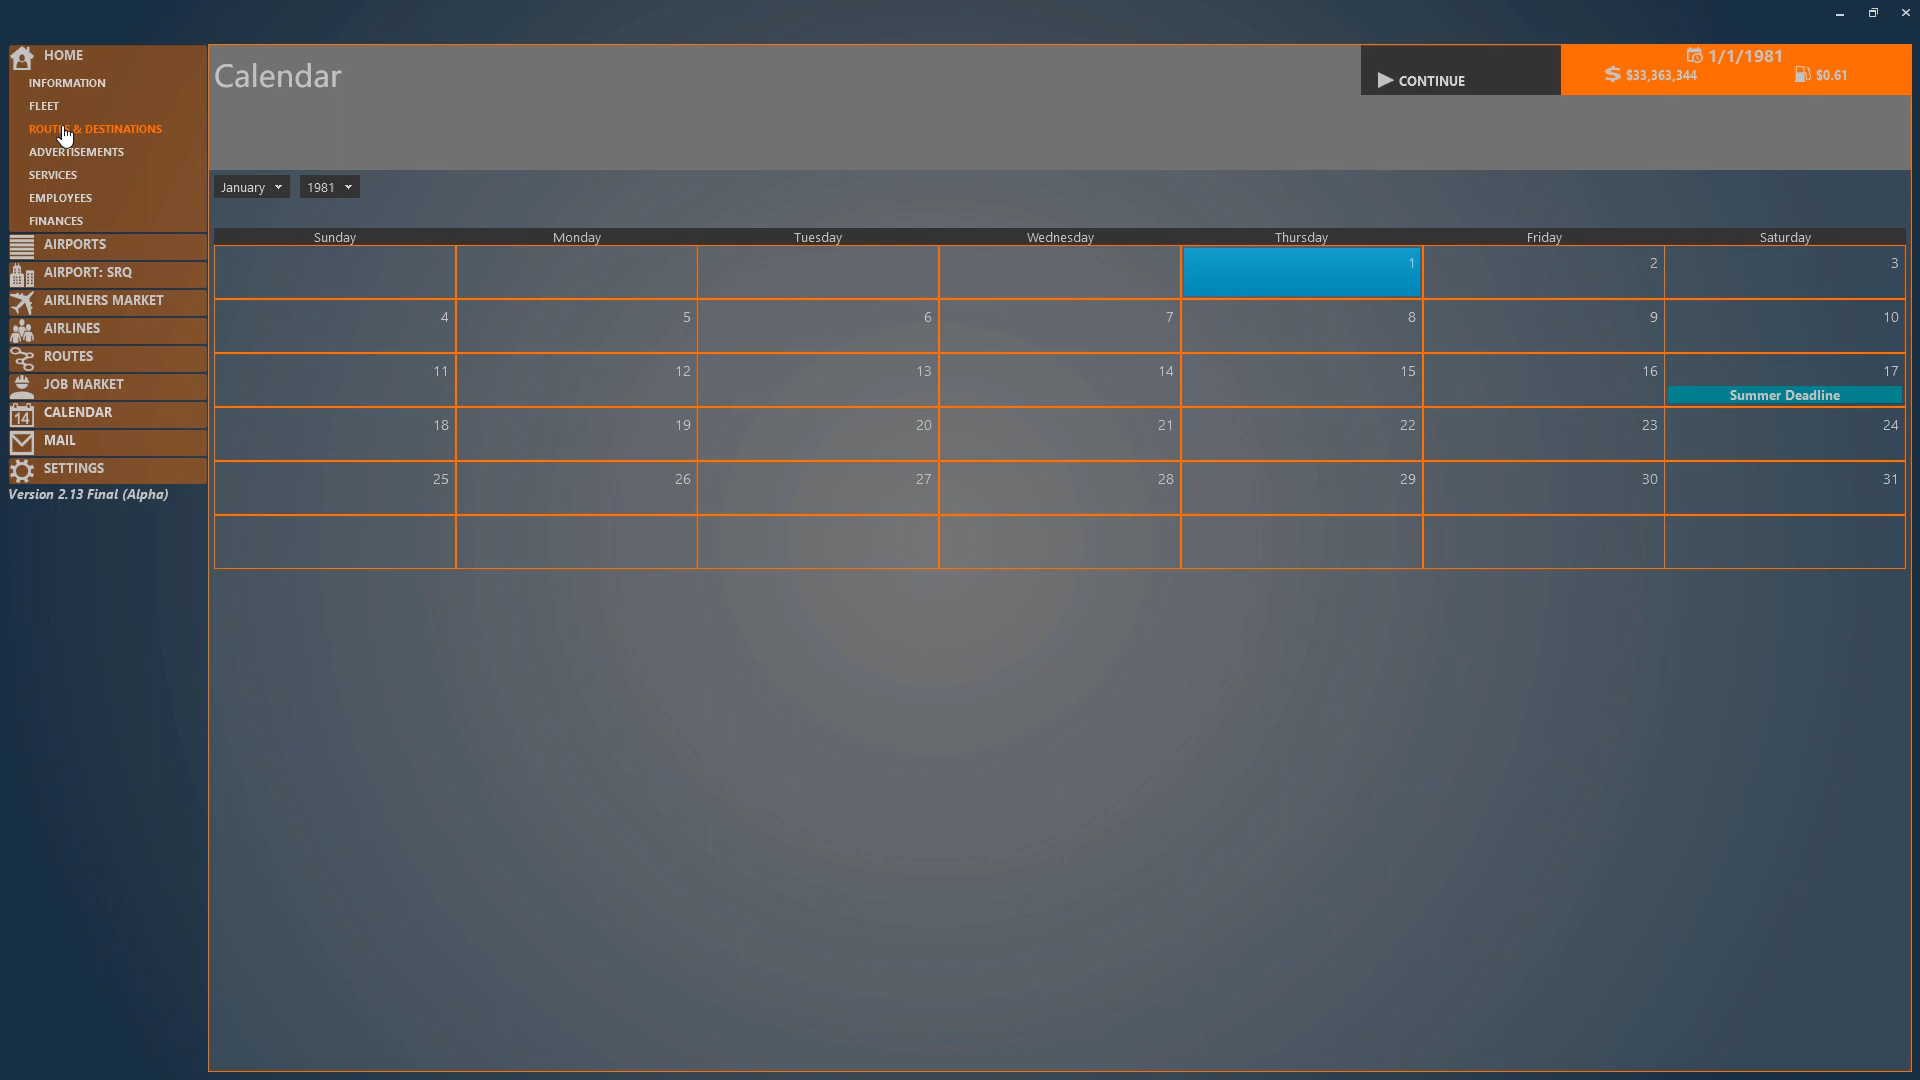 HOME
INFORMATION
FLEET
ROUTES & DESTINATIONS
ADVERTISEMENTS
SERVICES
EMPLOYEES
FINANCES
AIRPORTS
AIRPORT: SRQ
AIRLINERS MARKET
AIRLINES
ROUTES
JOB MARKET
14
CALENDAR
MAIL
SETTINGS
Version 2.13 Final (Alpha)
Calendar
CONTINUE
1/1/1981
$33,363,344 $0.61
January 1981
Sunday Monday Tuesday Wednesday Thursday Friday Saturday
1 2 3
4 5 6 7 8 9 10
11 12 13 14 15 16 17
Summer Deadline
18 19 20 21 22 23 24
25 26 27 28 29 30 31